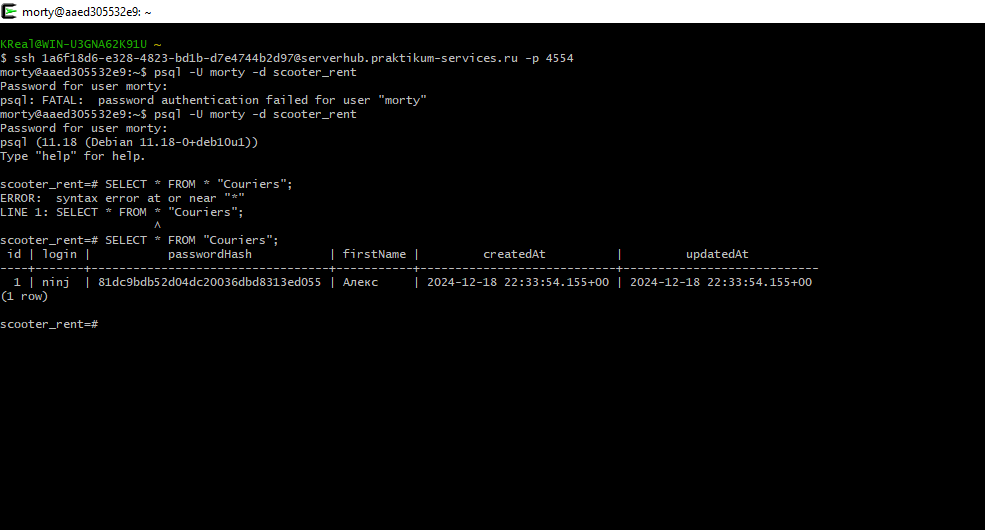 morty@aaed305532e9: ~
KReal@WIN-U3GNA62K91U ~
$ ssh 1a6f18d6-e328-4823-bd1b-d7e4744b2d97@serverhub.praktikum-services.ru -p 4554
morty@aaed305532e9:~$ psql -U morty -d scooter_rent
Password for user morty:
psql: FATAL:  password authentication failed for user "morty"
morty@aaed305532e9:~$ psql -U morty -d scooter_rent
Password for user morty:
psql (11.18 (Debian 11.18-0+deb10u1))
Type "help" for help.
scooter_rent=# SELECT * FROM * "Couriers";
ERROR:  syntax error at or near "*"
LINE 1: SELECT * FROM * "Couriers";
                      ^
scooter_rent=# SELECT * FROM "Couriers";
 id | login |           passwordHash           | firstName |         createdAt          |         updatedAt
----+-------+----------------------------------+-----------+----------------------------+----------------------------
  1 | ninj  | 81dc9bdb52d04dc20036dbd8313ed055 | Алекс     | 2024-12-18 22:33:54.155+00 | 2024-12-18 22:33:54.155+00
(1 row)
scooter_rent=#